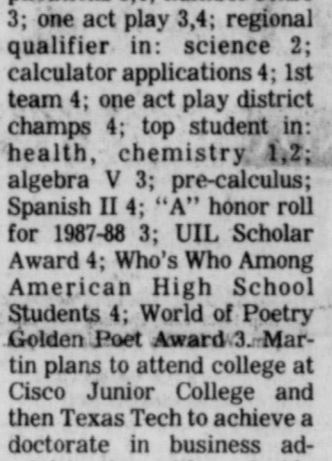 3; one act play 3,4; regional
qualifier in: science 2;
calculator applications 4; 1st
team 4; one act play district
champs 4; top student in:
health, chemistry 1,2;
algebra V 3; pre-calculus;
Spanish II 4; “A” honor roll
for 1987-88 3; UIL Scholar
Award 4; Who's Who Among
American High School
Students 4; World of Poetry
Golden Poet Award 3. Mar-
tin plans to attend college at
Cisco Junior College and
then Texas Tech to achieve a
doctorate in business ad-